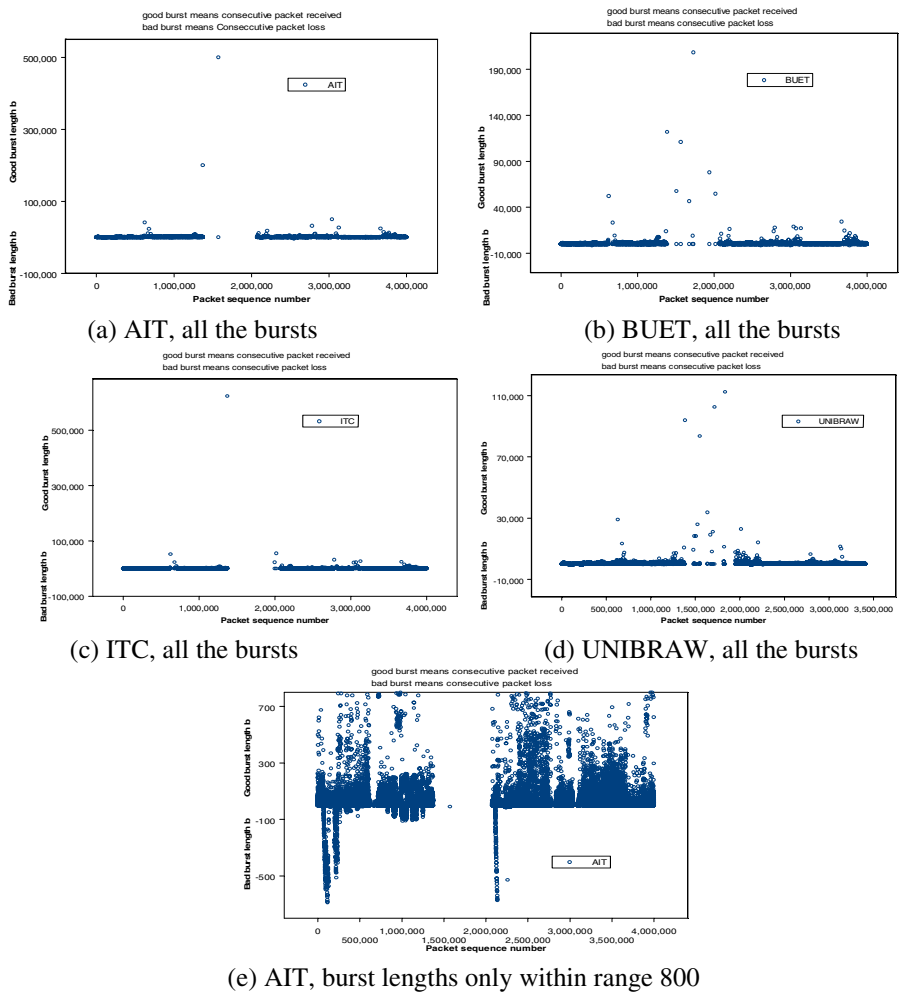 good burst means consecutive packet received
bad burst means Conseccutive packet loss
500,000
300,000
100,000
-100,000
Good burst length b
Bad burst length b
AIT
0
1,000,000
2,000,000
3,000,000
4,000,000
Packet sequence number
(a) AIT, all the bursts
good burst means consecutive packet received
bad burst means consecutive packet loss
190,000
140,000
90,000
40,000
-10,000
Good burst length b
Bad burst length b
BUET
0
1,000,000
2,000,000
3,000,000
4,000,000
Packet sequence number
(b) BUET, all the bursts
good burst means consecutive packet received
bad burst means consecutive packet loss
500,000
300,000
100,000
-100,000
Good burst length b
Bad burst length b
ITC
0
1,000,000
2,000,000
3,000,000
4,000,000
Packet sequence number
(c) ITC, all the bursts
good burst means consecutive packet received
bad burst means consecutive packet loss
110,000
70,000
30,000
-10,000
Good burst length b
Bad burst length b
UNIBRAW
0
500,000
1,000,000
1,500,000
2,000,000
2,500,000
3,000,000
3,500,000
Packet sequence number
(d) UNIBRAW, all the bursts
good burst means consecutive packet received
bad burst means consecutive packet loss
700
300
-100
-500
Good burst length b
Bad burst length b
AIT
0
500,000
1,000,000
1,500,000
2,000,000
2,500,000
3,000,000
3,500,000
4,000,000
Packet sequence number
(e) AIT, burst lengths only within range 800